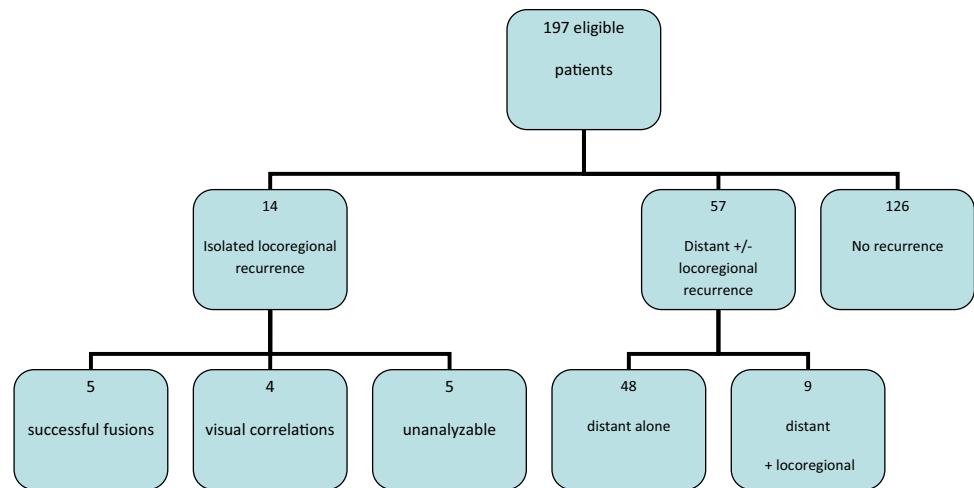 197 eligible
patients
14
Isolated locoregional
recurrence
57
Distant +/-
locoregional
recurrence
126
No recurrence
5
successful fusions
4
visual correlations
5
unanalyzable
48
distant alone
9
distant
+ locoregional